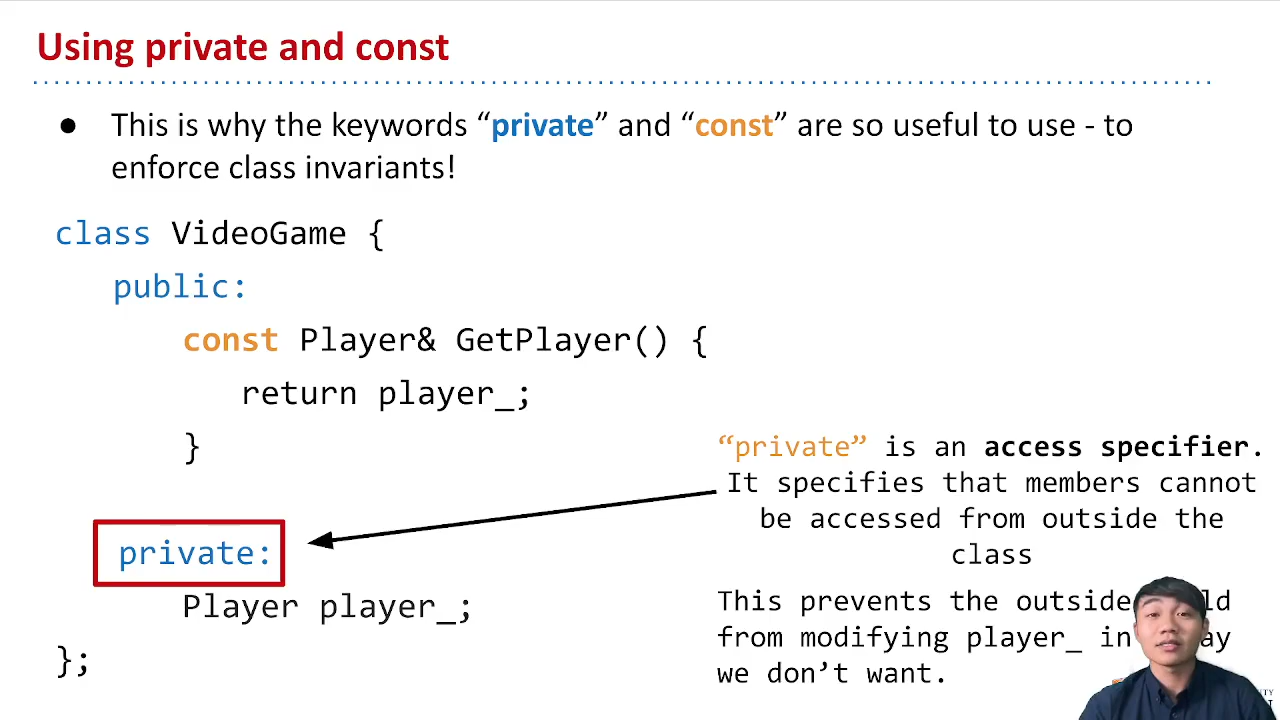 Using private and const
● This is why the keywords “private” and “const” are so useful to use - to
enforce class invariants!
class VideoGame {
public:
const Player& GetPlayer() {
return player_;
}
“private” is an access specifier.
It specifies that members cannot
be accessed from outside the
class
private:
Player player_;
};
This prevents the outside
from modifying player_ in
we don’t want.